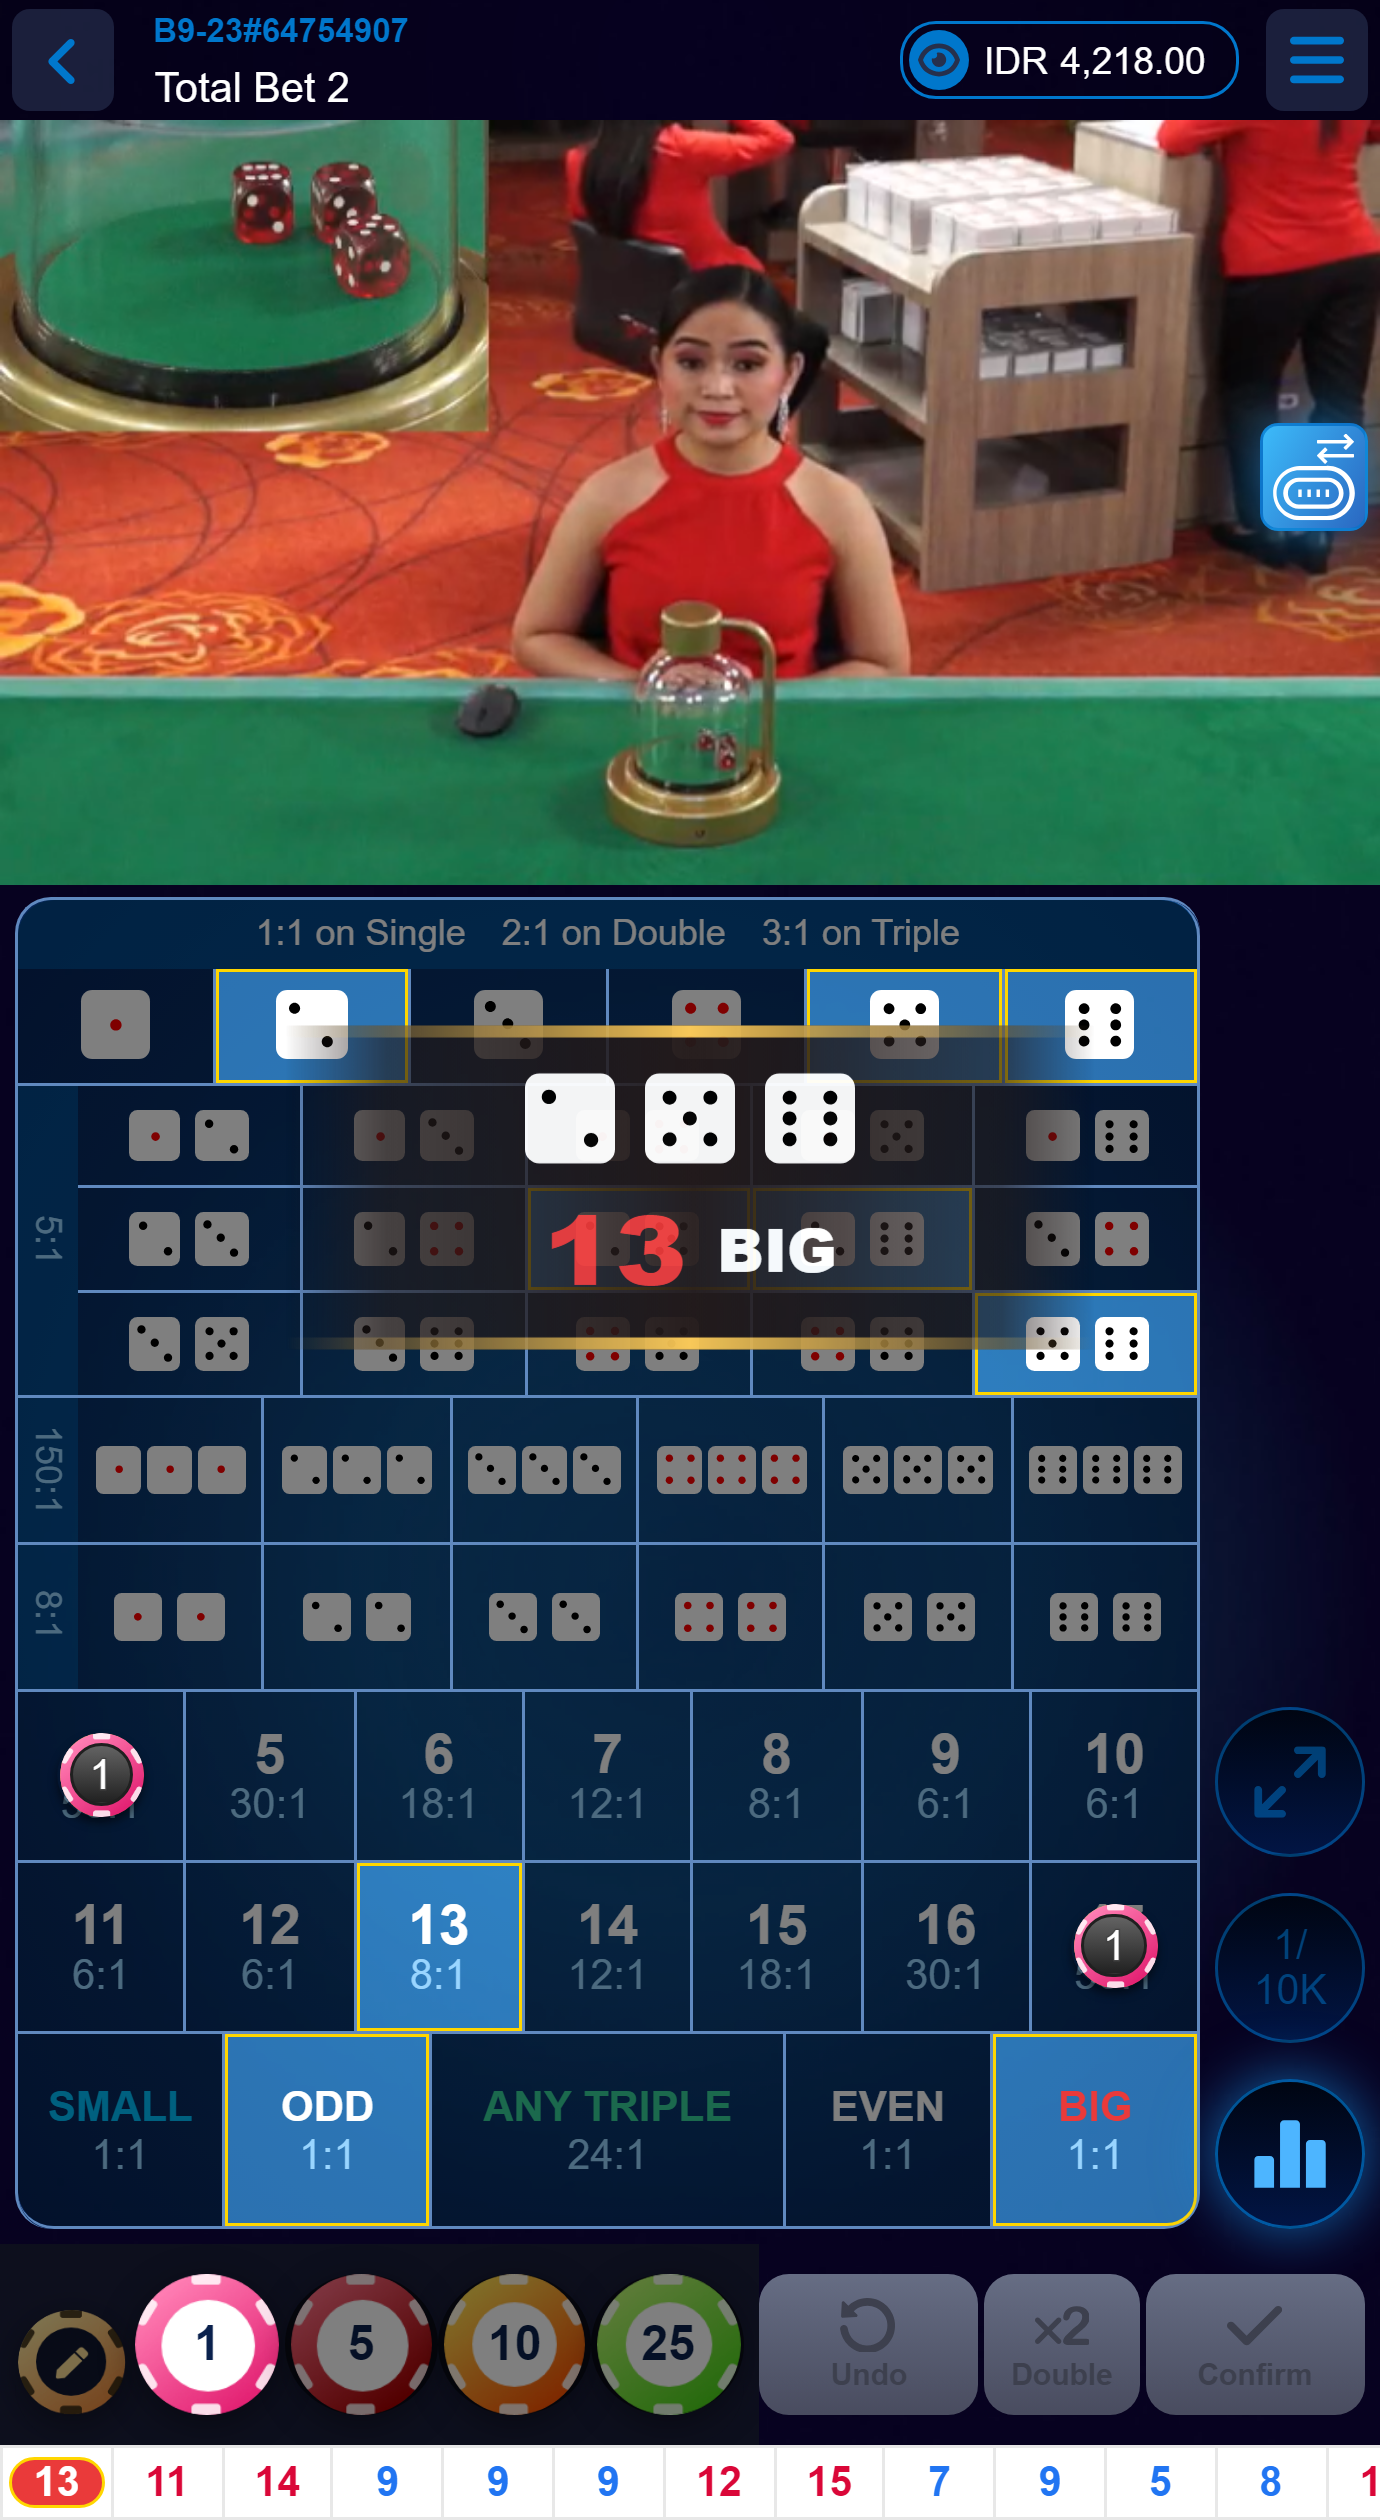 B9-23#64754907
Total Bet 2
IDR 4,218.00
1:1 on Single 2:1 on Double 3:1 on Triple
5:1
13 BIG
150:1
8:1
1 5 6 7 8 9 10
30:1 18:1 12:1 8:1 6:1 6:1
11 12 13 14 15 16 1
6:1 6:1 8:1 12:1 18:1 30:1
1/
10K
SMALL ODD ANY TRIPLE EVEN BIG
1:1 1:1 24:1 1:1 1:1
1 5 10 25
x2
Undo Double Confirm
13 11 14 9 9 9 12 15 7 9 5 8 1